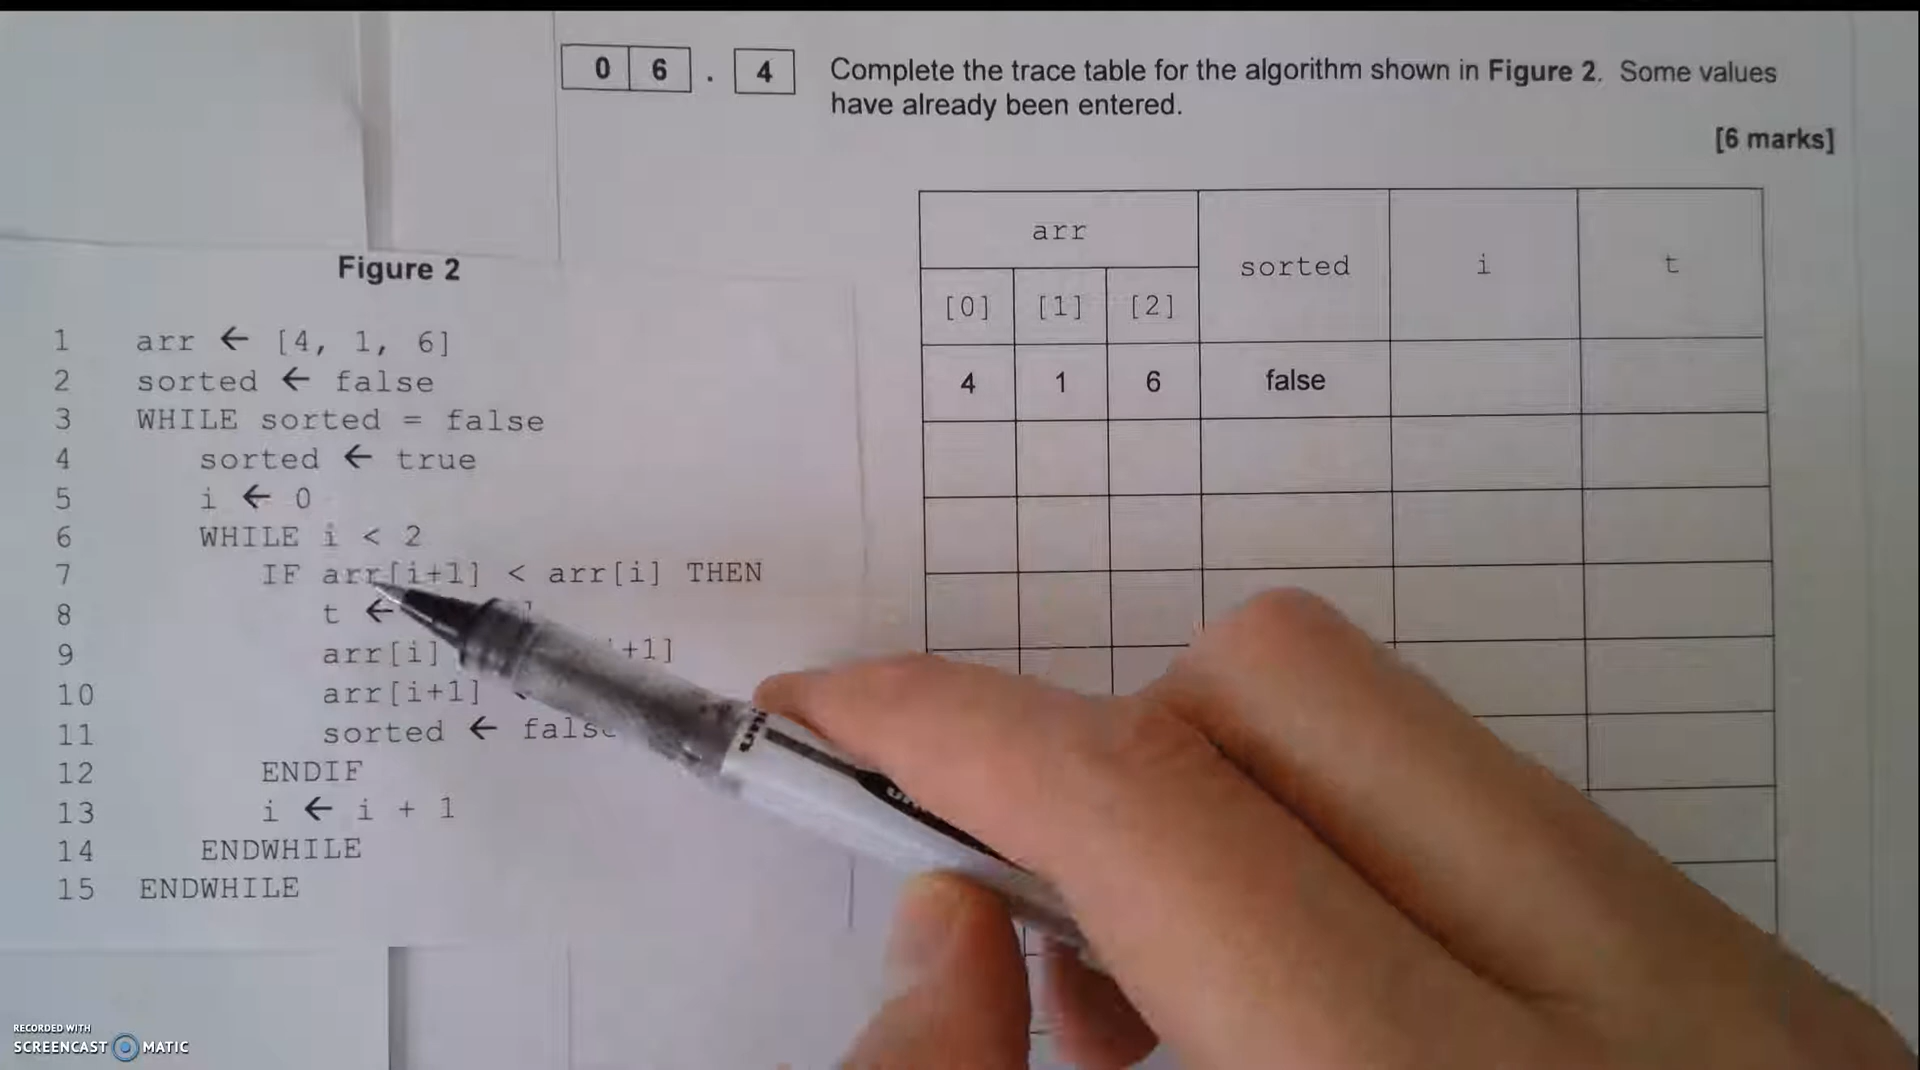 0 6 . 4 Complete the trace table for the algorithm shown in Figure 2. Some values
have already been entered.
[6 marks]
arr
sorted i t
[0] [1] [2]
4 1 6 false
Figure 2
1 arr ← [4, 1, 6]
2 sorted ← false
3 WHILE sorted = false
4 sorted ← true
5 i ← 0
6 WHILE i < 2
7 IF arr[i+1] < arr[i] THEN
8 t ←
9 arr[i] +1]
10 arr[i+1]
11 sorted ← false
12 ENDIF
13 i ← i + 1
14 ENDWHILE
15 ENDWHILE
uni
RECORDED WITH
SCREENCAST MATIC